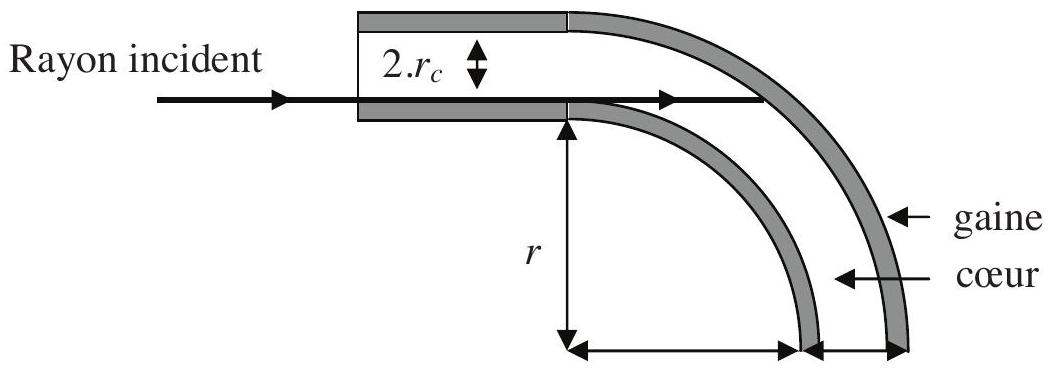 Rayon incident
2.r_c
r
gaine
cœur